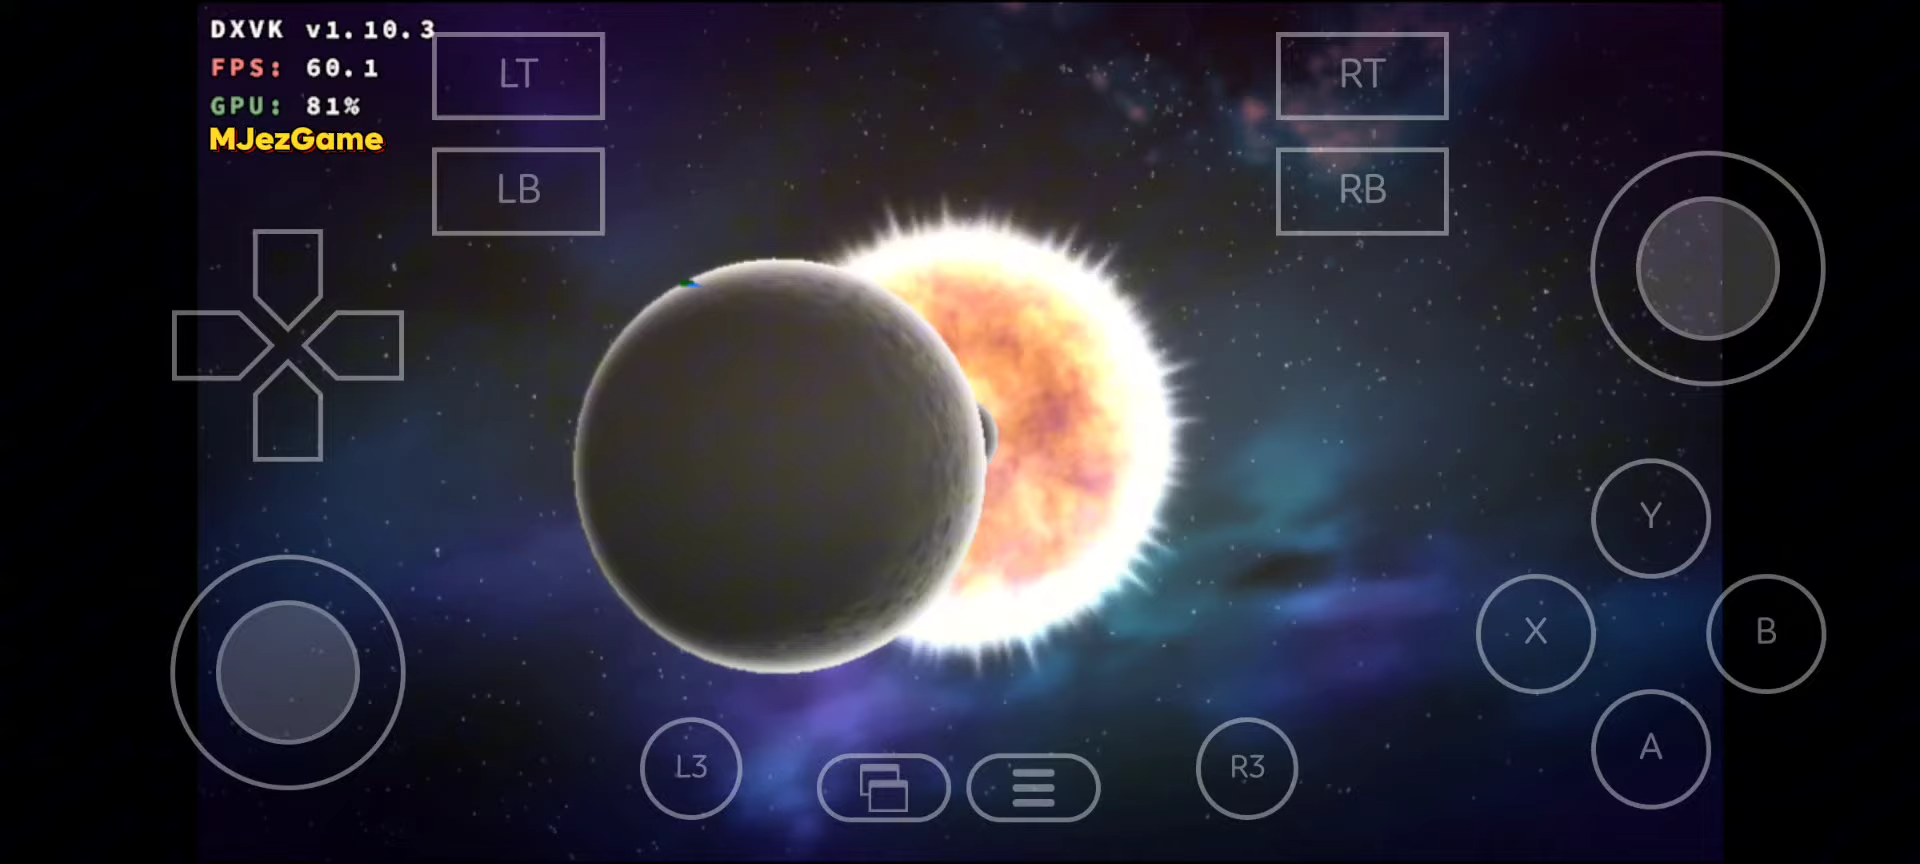 DXVK v1.10.3
FPS: 60.1
GPU: 81%
MJezGame
LT
RT
LB
RB
Y
X
B
A
L3
R3